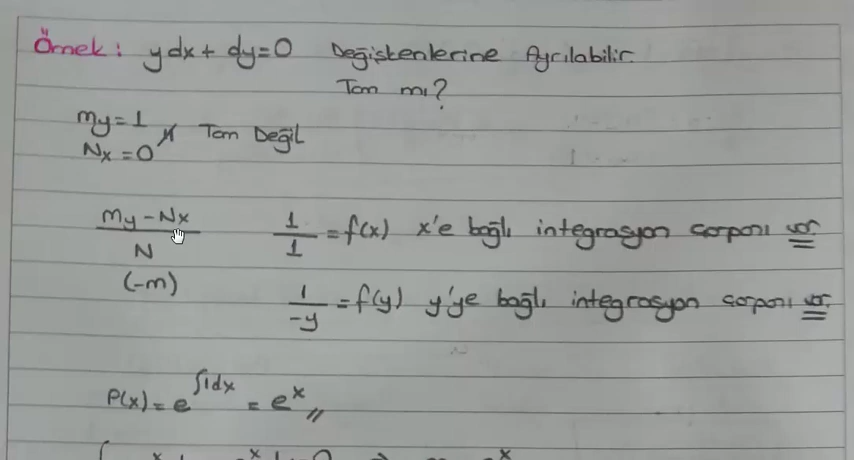 Örnek: ydx + dy = 0 Değişkenlerine Ayrılabilir.
Tam mı?
My = 1
Nx = 0 Tam Değil
My - Nx / N 1/1 = f(x) x'e bağlı integrasyon çarpanı var
(-M) 1/-y = f(y) y'ye bağlı integrasyon çarpanı var.
P(x) = e^∫1dx = e^x //